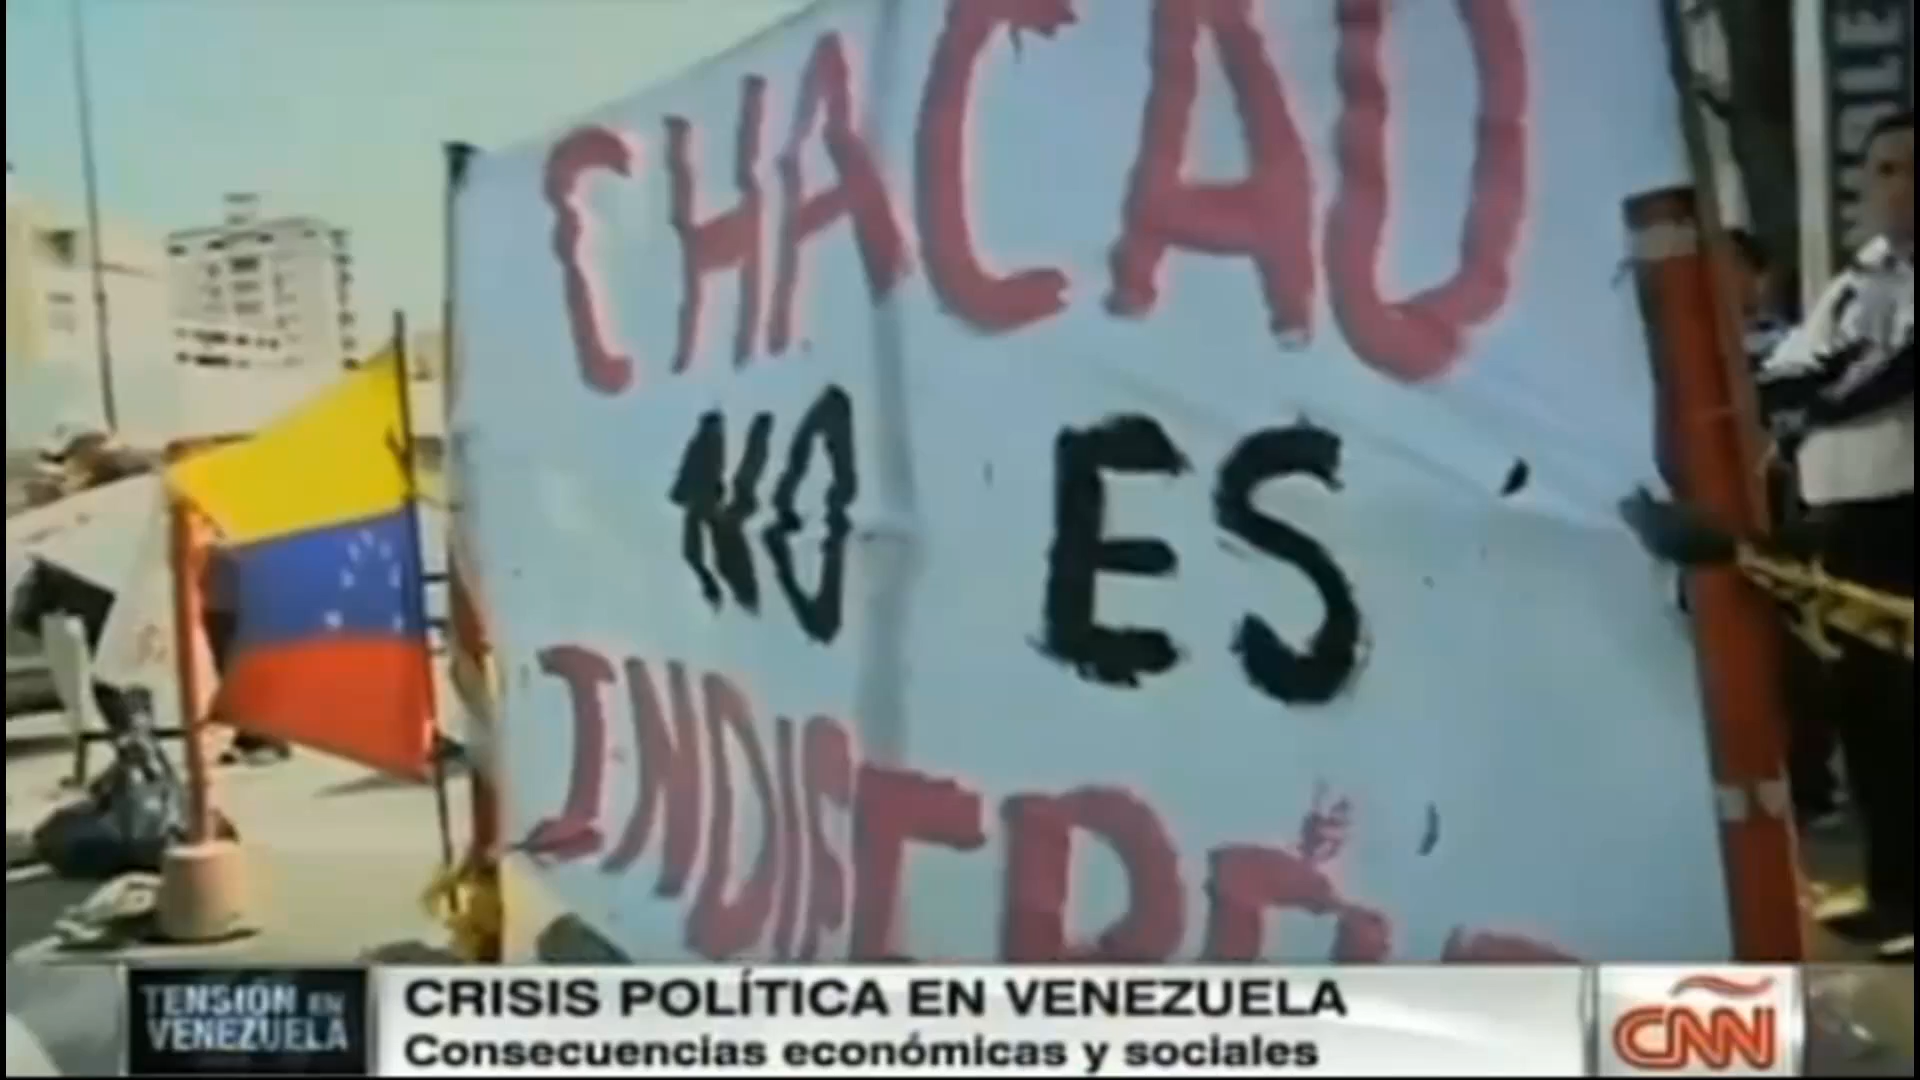 CHACAO
NO ES
TENSIÓN EN
VENEZUELA
CRISIS POLÍTICA EN VENEZUELA
Consecuencias económicas y sociales
CNN